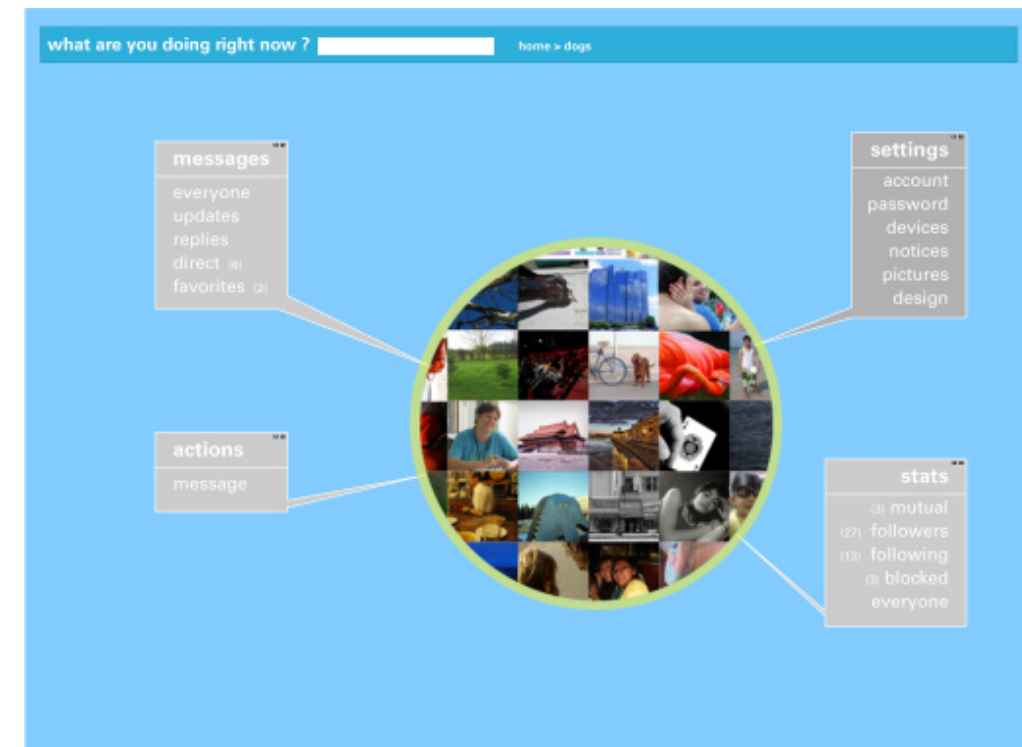 what are you doing right now ?
home > dogs
messages
everyone
updates
replies
direct (6)
favorites (2)
settings
account
password
devices
notices
pictures
design
actions
message
stats
(3) mutual
(27) followers
(13) following
(3) blocked
everyone